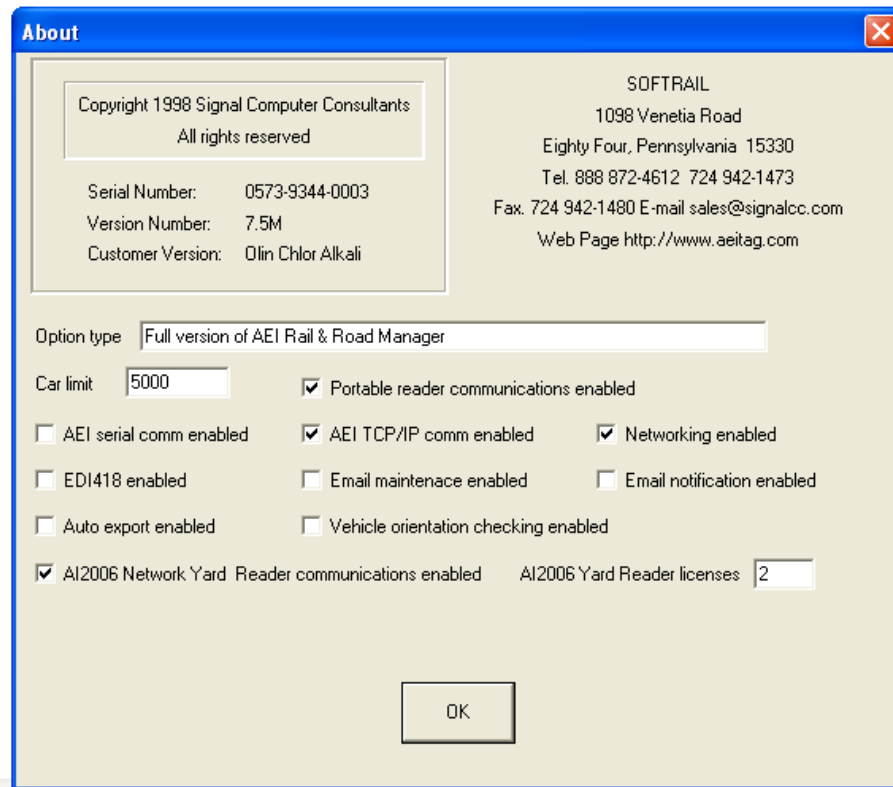 About
Copyright 1998 Signal Computer Consultants
All rights reserved
Serial Number: 0573-9344-0003
Version Number: 7.5M
Customer Version: Olin Chlor Alkali
SOFTRAIL
1098 Venetia Road
Eighty Four, Pennsylvania 15330
Tel. 888 872-4612 724 942-1473
Fax. 724 942-1480 E-mail sales@signalcc.com
Web Page http://www.aeitag.com
Option type Full version of AEI Rail & Road Manager
Car limit 5000 Portable reader communications enabled
AEI serial comm enabled AEI TCP/IP comm enabled Networking enabled
EDI418 enabled Email maintenace enabled Email notification enabled
Auto export enabled Vehicle orientation checking enabled
AI2006 Network Yard Reader communications enabled AI2006 Yard Reader licenses 2
OK